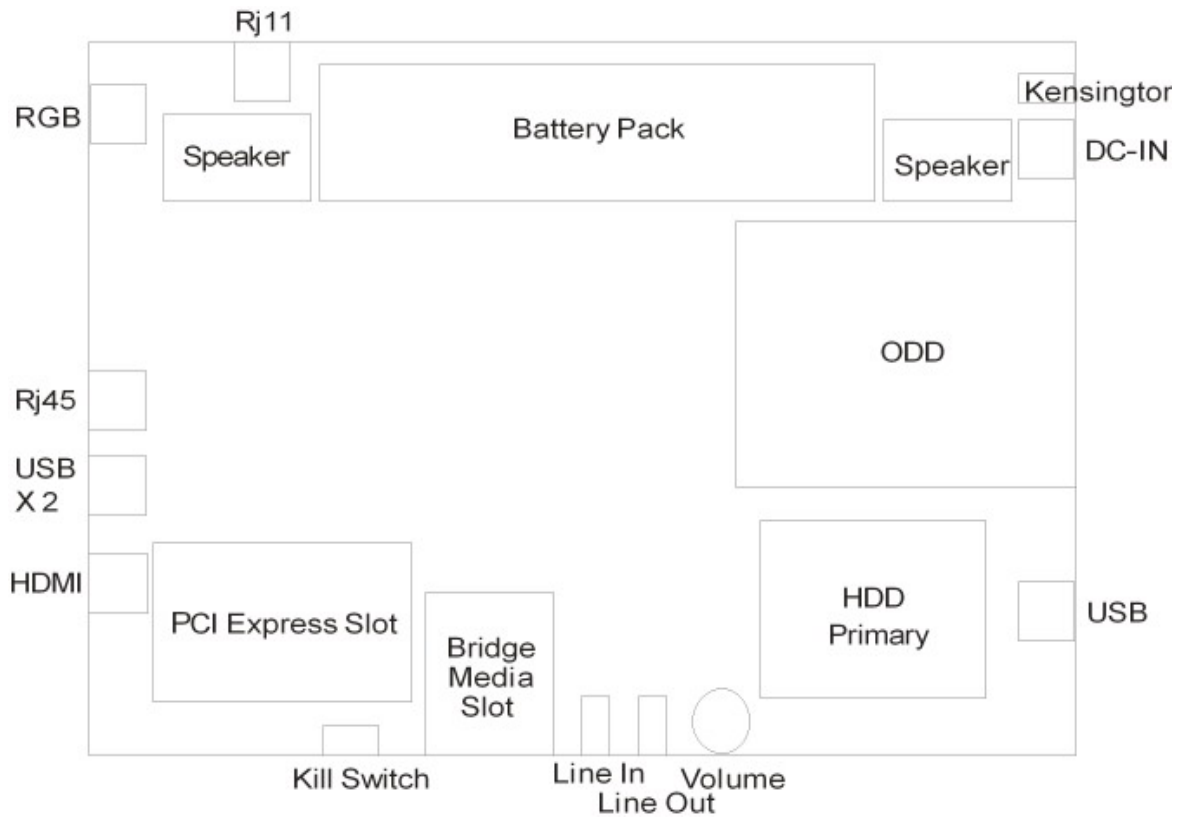 Rj11
RGB
Speaker
Battery Pack
Speaker
Kensingtor
DC-IN
ODD
Rj45
USB
X 2
HDMI
PCI Express Slot
Bridge
Media
Slot
HDD
Primary
USB
Kill Switch
Line In
Line Out
Volume